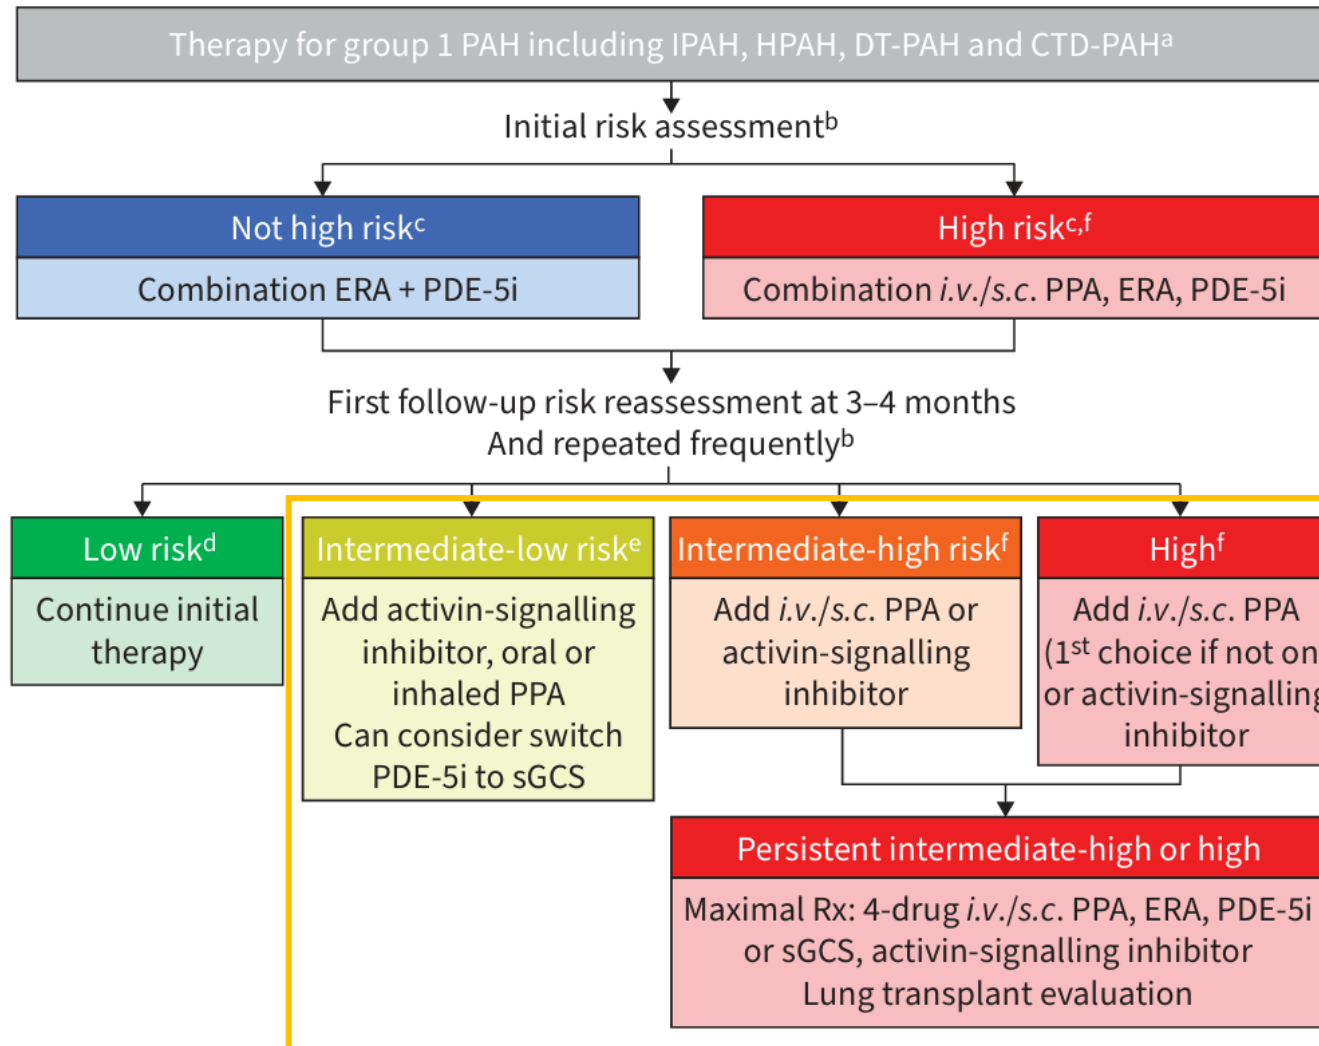 Therapy for group 1 PAH including IPAH, HPAH, DT-PAH and CTD-PAHᵃ
Initial risk assessmentᵇ
Not high riskᶜ
Combination ERA + PDE-5i
High riskᶜ,ᶠ
Combination i.v./s.c. PPA, ERA, PDE-5i
First follow-up risk reassessment at 3–4 months
And repeated frequentlyᵇ
Low riskᵈ
Continue initial
therapy
Intermediate-low riskᵉ
Add activin-signalling
inhibitor, oral or
inhaled PPA
Can consider switch
PDE-5i to sGCS
Intermediate-high riskᶠ
Add i.v./s.c. PPA or
activin-signalling
inhibitor
Highᶠ
Add i.v./s.c. PPA
(1ˢᵗ choice if not on
or activin-signalling
inhibitor
Persistent intermediate-high or high
Maximal Rx: 4-drug i.v./s.c. PPA, ERA, PDE-5i
or sGCS, activin-signalling inhibitor
Lung transplant evaluation